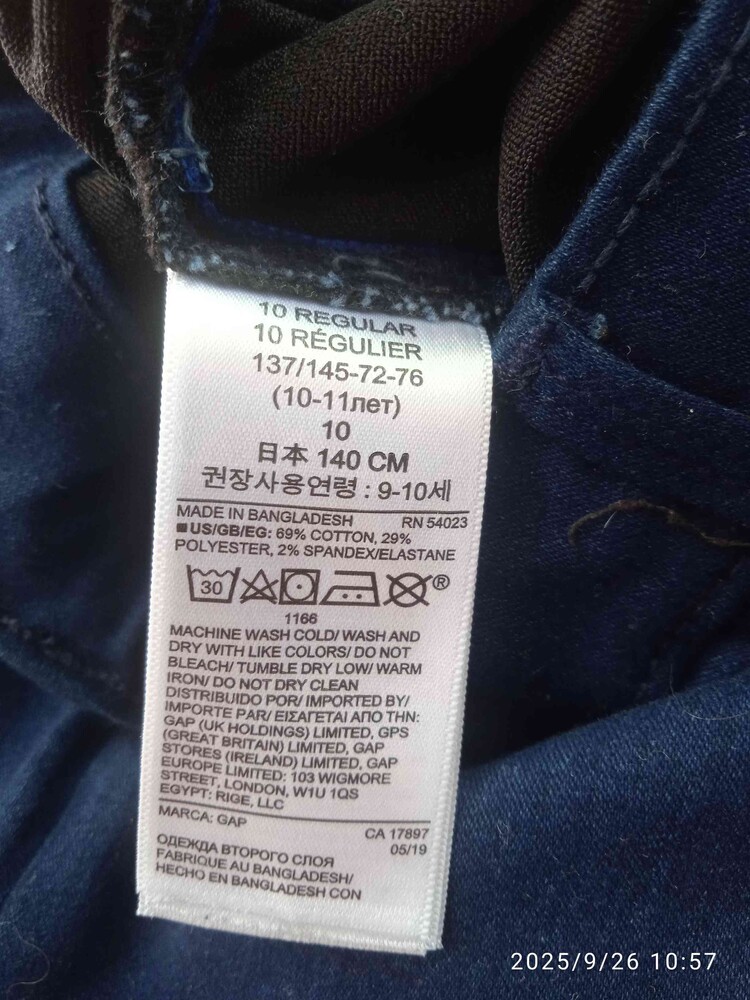 10 REGULAR
10 RÉGULIER
137/145-72-76
(10-11лет)
10
日本 140 CM
권장사용연령 : 9-10세
MADE IN BANGLADESH RN 54023
■ US/GB/EG: 69% COTTON, 29%
POLYESTER, 2% SPANDEX/ELASTANE
30 ®
1166
MACHINE WASH COLD/ WASH AND
DRY WITH LIKE COLORS/ DO NOT
BLEACH/ TUMBLE DRY LOW/ WARM
IRON/ DO NOT DRY CLEAN
DISTRIBUIDO POR/ IMPORTED BY/
IMPORTE PAR/ ΕΙΣΑΓΕΤΑΙ ΑΠΟ ΤΗΝ:
GAP (UK HOLDINGS) LIMITED, GPS
(GREAT BRITAIN) LIMITED, GAP
STORES (IRELAND) LIMITED, GAP
EUROPE LIMITED: 103 WIGMORE
STREET, LONDON, W1U 1QS
EGYPT: RIGE, LLC
MARCA: GAP
CA 17897
05/19
ОДЕЖДА ВТОРОГО СЛОЯ
FABRIQUE AU BANGLADESH/
HECHO EN BANGLADESH CON
2025/9/26 10:57